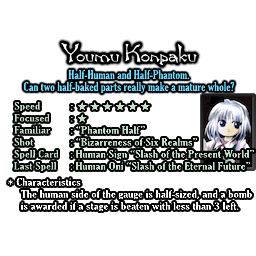 Youmu Konpaku
Half-Human and Half-Phantom.
Can two half-baked parts really make a mature whole?
Speed : ★★★★★★
Focused : ★
Familiar : "Phantom Half"
Shot : "Bizarreness of Six Realms"
Spell Card : Human Sign "Slash of the Present World"
Last Spell : Human Oni "Slash of the Eternal Future"
* Characteristics
The human side of the gauge is half-sized, and a bomb
is awarded if a stage is beaten with less than 3 left.